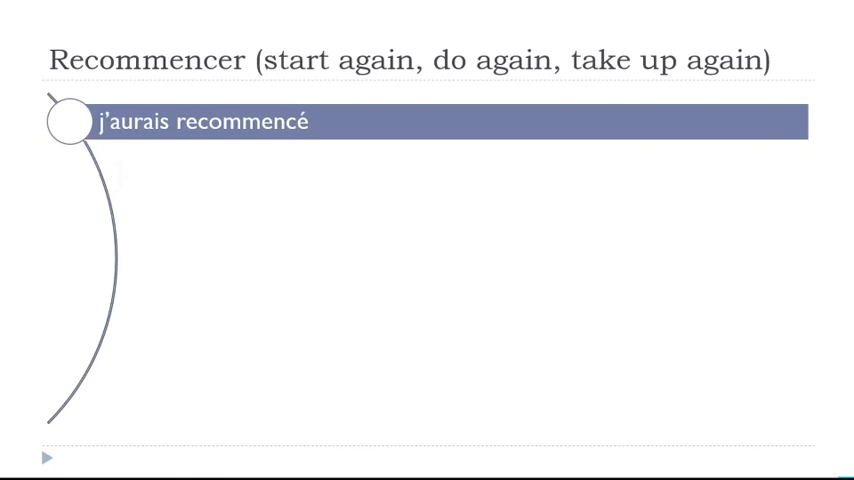 Recommencer (start again, do again, take up again)
j'aurais recommencé